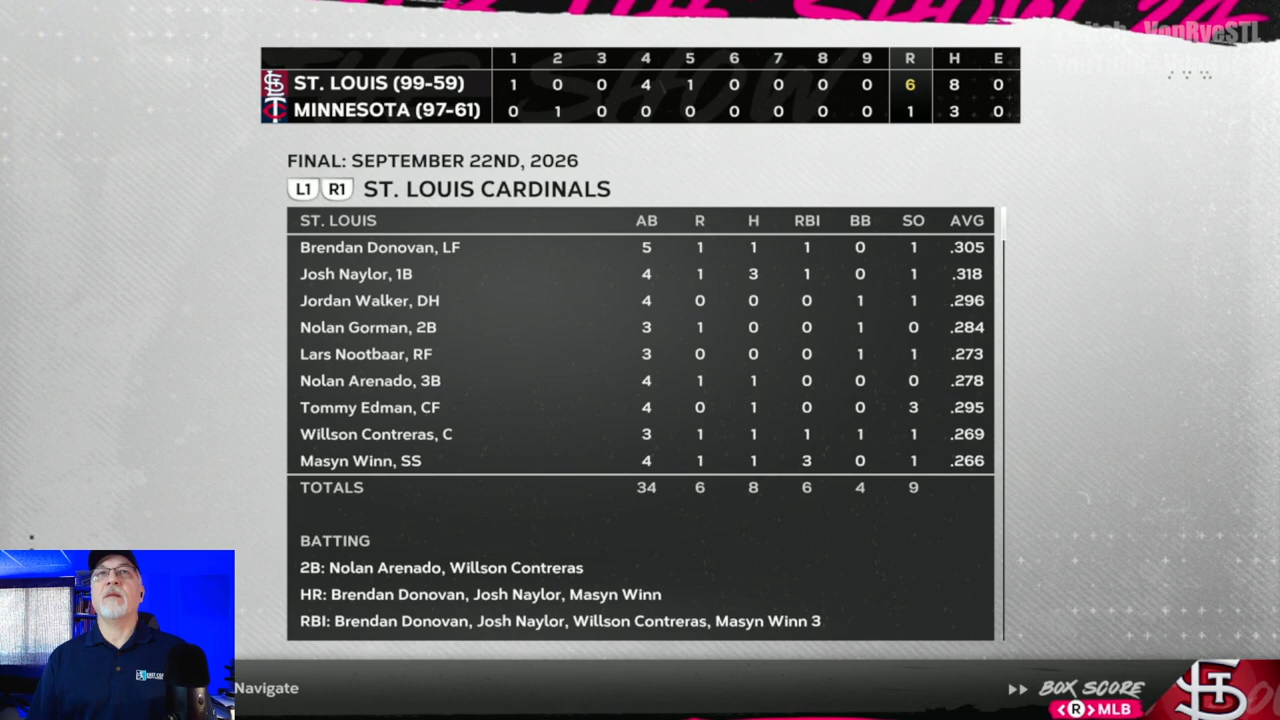 THE SHOW 24
Twitch VonRyeSTL
1 2 3 4 5 6 7 8 9 R H E
ST. LOUIS (99-59) 1 0 0 4 1 0 0 0 0 6 8 0
MINNESOTA (97-61) 0 1 0 0 0 0 0 0 0 1 3 0
FINAL: SEPTEMBER 22ND, 2026
L1 R1 ST. LOUIS CARDINALS
ST. LOUIS AB R H RBI BB SO AVG
Brendan Donovan, LF 5 1 1 1 0 1 .305
Josh Naylor, 1B 4 1 3 1 0 1 .318
Jordan Walker, DH 4 0 0 0 1 1 .296
Nolan Gorman, 2B 3 1 0 0 1 0 .284
Lars Nootbaar, RF 3 0 0 0 1 1 .273
Nolan Arenado, 3B 4 1 1 0 0 0 .278
Tommy Edman, CF 4 0 1 0 0 3 .295
Willson Contreras, C 3 1 1 1 1 1 .269
Masyn Winn, SS 4 1 1 3 0 1 .266
TOTALS 34 6 8 6 4 9
BATTING
2B: Nolan Arenado, Willson Contreras
HR: Brendan Donovan, Josh Naylor, Masyn Winn
RBI: Brendan Donovan, Josh Naylor, Willson Contreras, Masyn Winn 3
Navigate
BOX SCORE
R MLB